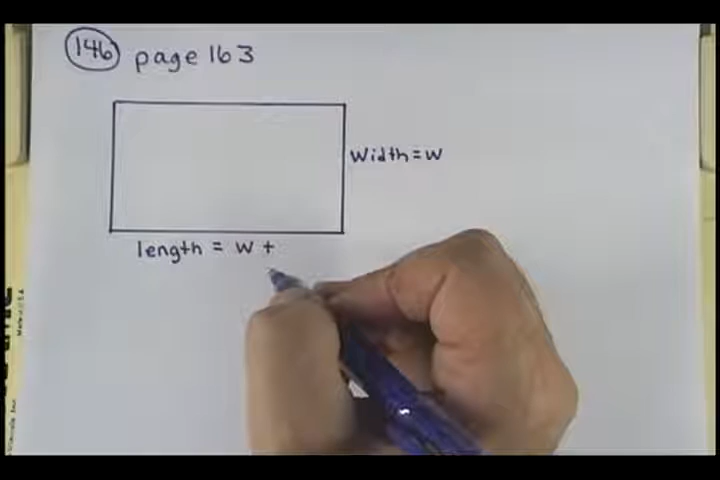 146 page 163
Width = w
length = w +